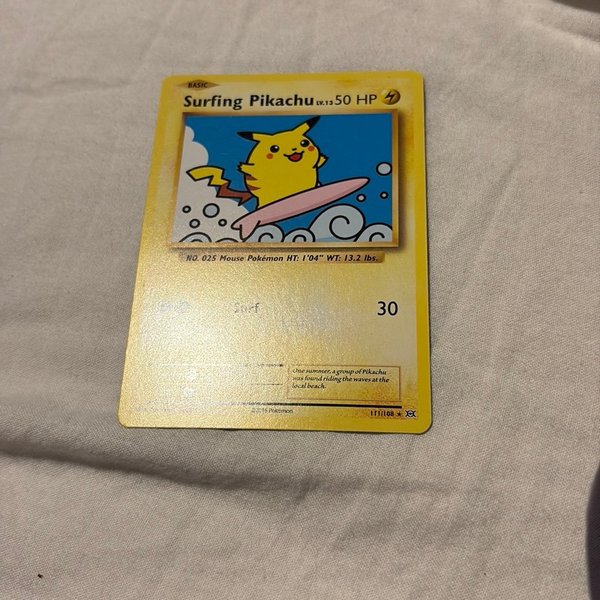 BASIC
Surfing Pikachu LV.13 50 HP
NO. 025 Mouse Pokémon HT: 1'04" WT: 13.2 lbs.
Surf 30
One summer, a group of Pikachu
was found riding the waves at the
local beach.
©2016 Pokémon
111/108 ★